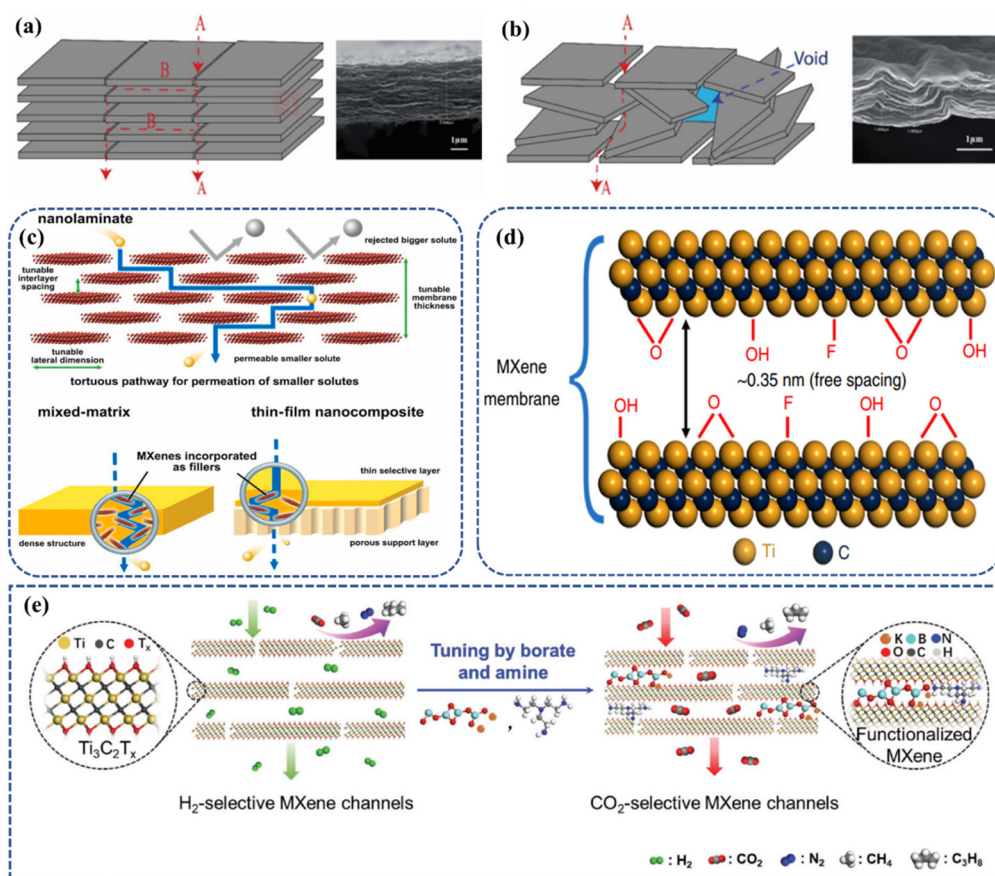 (a)
A
B
B
A
A
1μm
(b)
A
Void
A
1μm
(c)
nanolaminate
rejected bigger solute
tunable
interlayer
spacing
tunable
membrane
thickness
tunable
lateral dimension
permeable smaller solute
tortuous pathway for permeation of smaller solutes
mixed-matrix
thin-film nanocomposite
MXenes incorporated
as fillers
thin selective layer
dense structure
porous support layer
(d)
MXene
membrane
O
OH
F
O
OH
~0.35 nm (free spacing)
OH
O
F
OH
O
Ti
C
(e)
Ti C Tx
Ti3C2Tx
H2-selective MXene channels
Tuning by borate
and amine
,
CO2-selective MXene channels
K B N
O C H
Functionalized
MXene
: H2 : CO2 : N2 : CH4 : C3H8